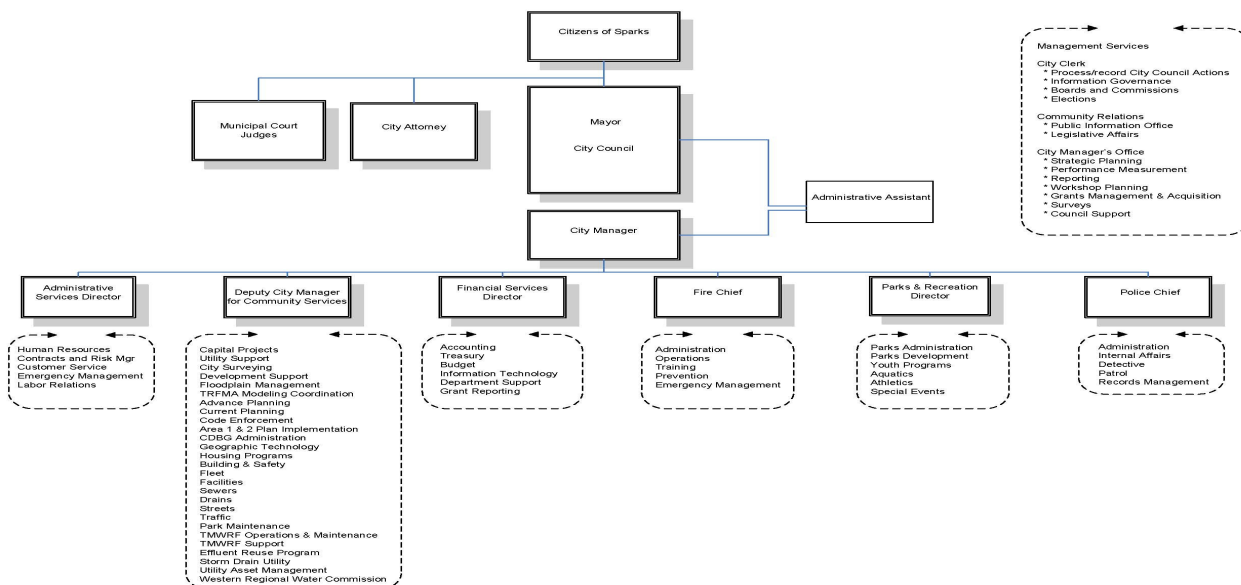 Citizens of Sparks
Municipal Court
Judges
City Attorney
Mayor
City Council
Administrative Assistant
City Manager
Management Services
City Clerk
* Process/record City Council Actions
* Information Governance
* Boards and Commissions
* Elections
Community Relations
* Public Information Office
* Legislative Affairs
City Manager's Office
* Strategic Planning
* Performance Measurement
* Reporting
* Workshop Planning
* Grants Management & Acquisition
* Surveys
* Council Support
Administrative
Services Director
Human Resources
Contracts and Risk Mgr
Customer Service
Emergency Management
Labor Relations
Deputy City Manager
for Community Services
Capital Projects
Utility Support
City Surveying
Development Support
Floodplain Management
TRFMA Modeling Coordination
Advance Planning
Current Planning
Code Enforcement
Area 1 & 2 Plan Implementation
CDBG Administration
Geographic Technology
Housing Programs
Building & Safety
Fleet
Facilities
Sewers
Drains
Streets
Traffic
Park Maintenance
TMWRF Operations & Maintenance
TMWRF Support
Effluent Reuse Program
Storm Drain Utility
Utility Asset Management
Western Regional Water Commission
Financial Services
Director
Accounting
Treasury
Budget
Information Technology
Department Support
Grant Reporting
Fire Chief
Administration
Operations
Training
Prevention
Emergency Management
Parks & Recreation
Director
Parks Administration
Parks Development
Youth Programs
Aquatics
Athletics
Special Events
Police Chief
Administration
Internal Affairs
Detective
Patrol
Records Management